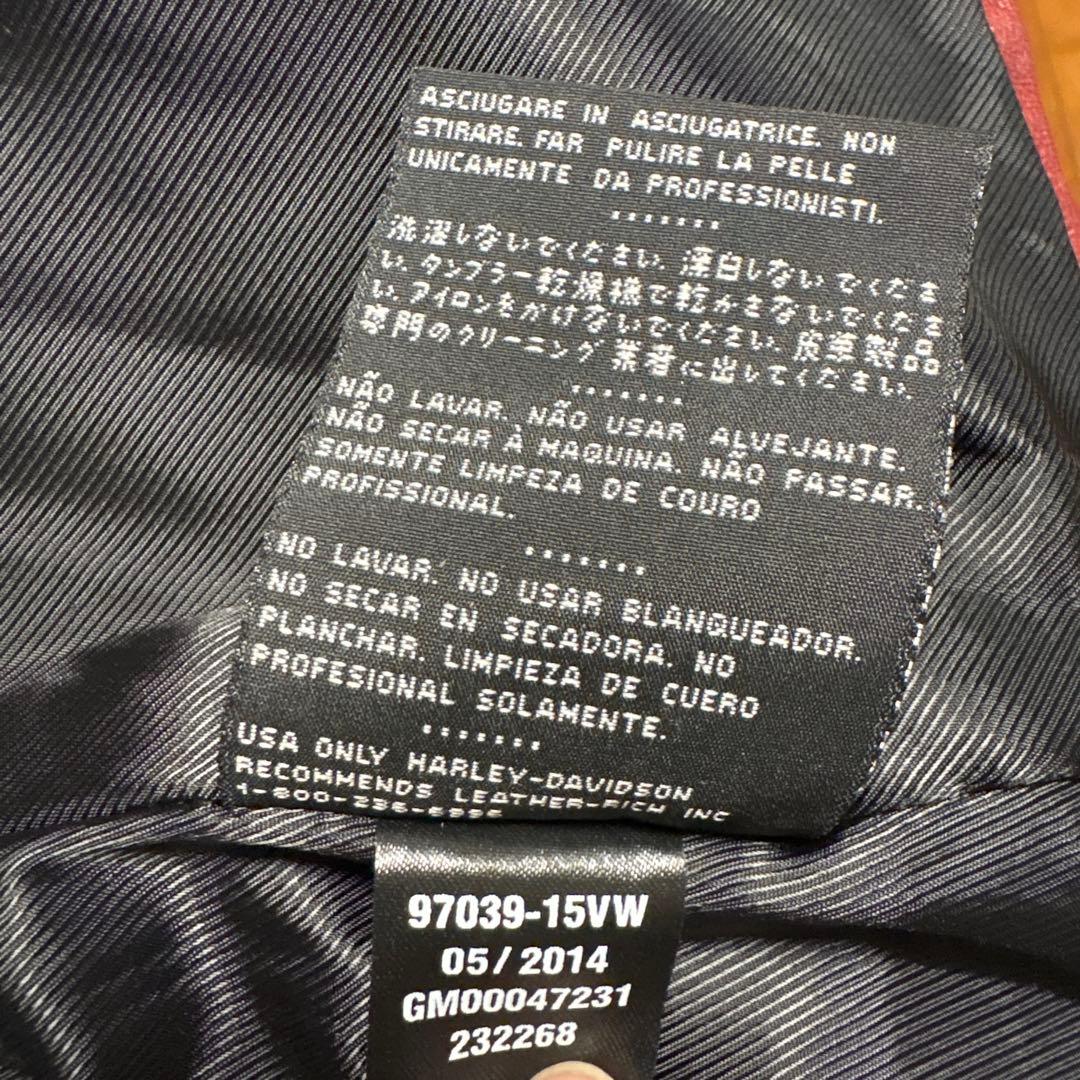 ASCIUGARE IN ASCIUGATRICE. NON
STIRARE. FAR PULIRE LA PELLE
UNICAMENTE DA PROFESSIONISTI.
.......
洗濯しないでください. 漂白しないでくださ
い. タンブラー乾燥機で乾かさないでくださ
い. アイロンをかけないでください. 皮革製品
専門のクリーニング業者に出してください.
.......
NÃO LAVAR. NÃO USAR ALVEJANTE.
NÃO SECAR À MAQUINA. NÃO PASSAR.
SOMENTE LIMPEZA DE COURO
PROFISSIONAL.
.......
NO LAVAR. NO USAR BLANQUEADOR.
NO SECAR EN SECADORA. NO
PLANCHAR. LIMPIEZA DE CUERO
PROFESIONAL SOLAMENTE.
.......
USA ONLY HARLEY-DAVIDSON
RECOMMENDS LEATHER-RICH INC
97039-15VW
05/2014
GM00047231
232268